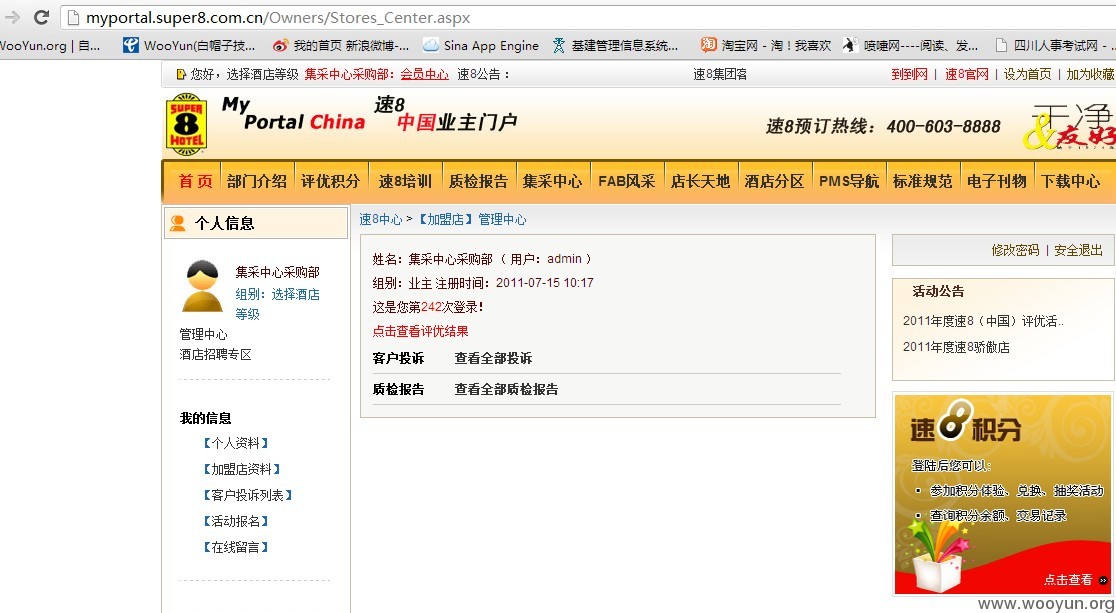 myportal.super8.com.cn/Owners/Stores_Center.aspx
WooYun.org | 自... WooYun(白帽子技... 我的首页 新浪微博-... Sina App Engine 基建管理信息系统... 淘宝网 - 淘！我喜欢 喷嚏网----阅读、发... 四川人事考试网 - ..
您好，选择酒店等级 集采中心采购部：会员中心 速8公告： 速8集团客 到到网 | 速8官网 | 设为首页 | 加为收藏
SUPER 8 HOTEL
My Portal China 速8 中国业主门户
速8预订热线：400-603-8888
干净&友好
首 页 部门介绍 评优积分 速8培训 质检报告 集采中心 FAB风采 店长天地 酒店分区 PMS导航 标准规范 电子刊物 下载中心
个人信息
集采中心采购部
组别：选择酒店
等级
管理中心
酒店招聘专区
我的信息
【个人资料】
【加盟店资料】
【客户投诉列表】
【活动报名】
【在线留言】
速8中心 > 【加盟店】管理中心
姓名：集采中心采购部 （ 用户：admin ）
组别：业主 注册时间：2011-07-15 10:17
这是您第242次登录!
点击查看评优结果
客户投诉 查看全部投诉
质检报告 查看全部质检报告
修改密码 | 安全退出
活动公告
2011年度速8（中国）评优活..
2011年度速8骄傲店
速8积分
登陆后您可以:
· 参加积分体验、兑换、抽奖活动
· 查询积分余额、交易记录
点击查看 »
www.wooyun.org